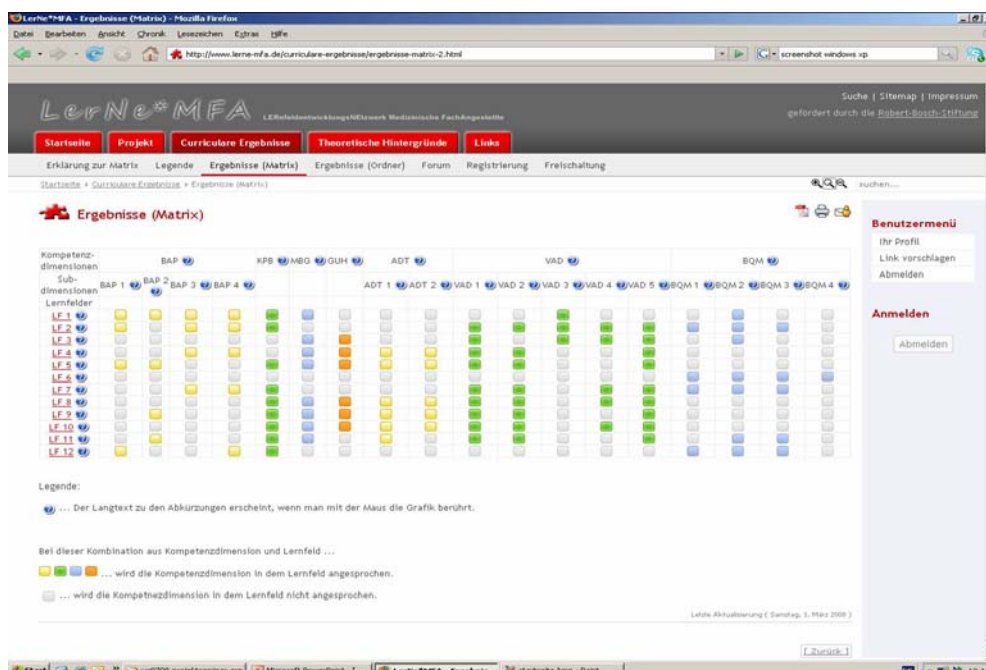 LerNe*MFA - Ergebnisse (Matrix) - Mozilla Firefox
Datei Bearbeiten Ansicht Chronik Lesezeichen Extras Hilfe
http://www.lerne-mfa.de/curriculare-ergebnisse/ergebnisse-matrix-2.html
screenshot windows xp
Suche | Sitemap | Impressum
LerNe*MFA LERnfeldentwicklungsNEtzwerk Medizinische FachAngestellte
gefördert durch die Robert-Bosch-Stiftung
Startseite Projekt Curriculare Ergebnisse Theoretische Hintergründe Links
Erklärung zur Matrix Legende Ergebnisse (Matrix) Ergebnisse (Ordner) Forum Registrierung Freischaltung
Startseite Curriculare Ergebnisse Ergebnisse (Matrix)
suchen...
Ergebnisse (Matrix)
Benutzermenü
Ihr Profil
Link vorschlagen
Abmelden
Anmelden
Abmelden
Kompetenz-
dimensionen BAP KPB MBG GUH ADT VAD BQM
Sub-
dimensionen BAP 1 BAP 2 BAP 3 BAP 4 ADT 1 ADT 2 VAD 1 VAD 2 VAD 3 VAD 4 VAD 5 BQM 1 BQM 2 BQM 3 BQM 4
Lernfelder
LF 1
LF 2
LF 3
LF 4
LF 5
LF 6
LF 7
LF 8
LF 9
LF 10
LF 11
LF 12
Legende:
... Der Langtext zu den Abkürzungen erscheint, wenn man mit der Maus die Grafik berührt.
Bei dieser Kombination aus Kompetenzdimension und Lernfeld ...
... wird die Kompetenzdimension in dem Lernfeld angesprochen.
... wird die Kompetnezdimension in dem Lernfeld nicht angesprochen.
Letzte Aktualisierung ( Samstag, 1. März 2008 )
[ Zurück ]